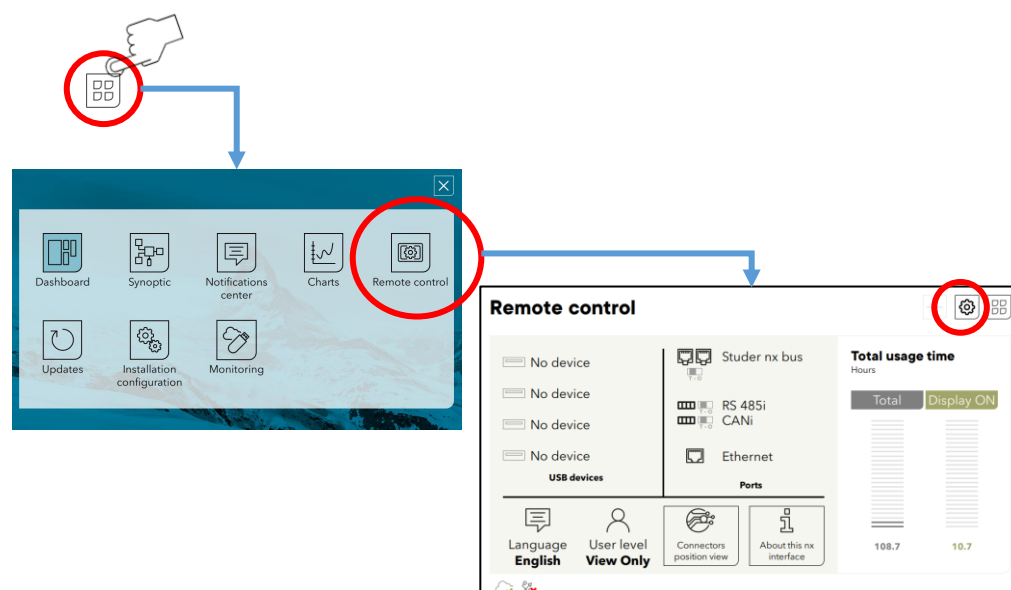 Dashboard
Synoptic
Notifications
center
Charts
Remote control
Updates
Installation
configuration
Monitoring
Remote control
No device
No device
No device
No device
USB devices
Studer nx bus
T - O
RS 485i
T - O
CANi
T - O
Ethernet
Ports
Total usage time
Hours
Total
Display ON
108.7
10.7
Language
English
User level
View Only
Connectors
position view
About this nx
interface